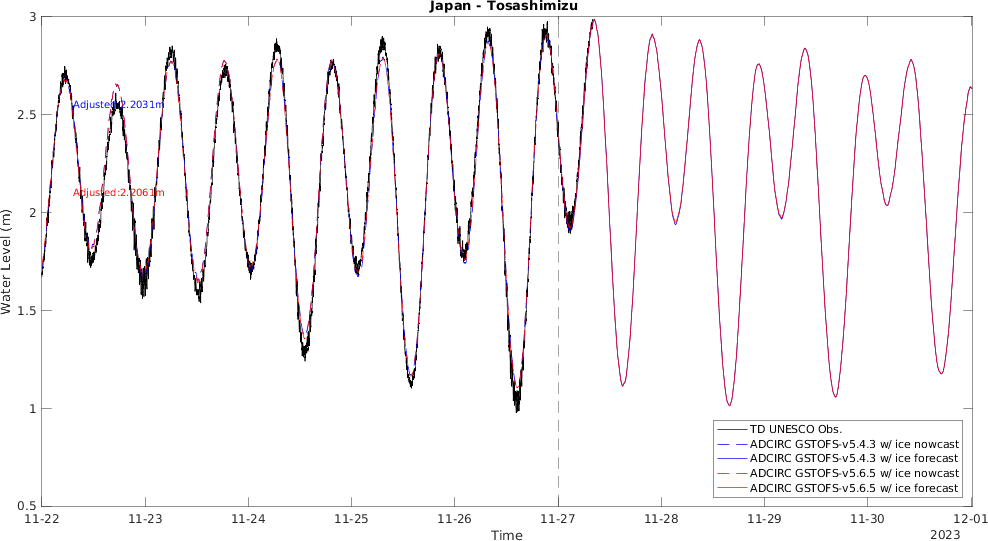 Japan - Tosashimizu
3
2.5
2
1.5
1
0.5
Water Level (m)
Adjusted:2.2031m
Adjusted:2.2061m
TD UNESCO Obs.
ADCIRC GSTOFS-v5.4.3 w/ ice nowcast
ADCIRC GSTOFS-v5.4.3 w/ ice forecast
ADCIRC GSTOFS-v5.6.5 w/ ice nowcast
ADCIRC GSTOFS-v5.6.5 w/ ice forecast
11-22 11-23 11-24 11-25 11-26 11-27 11-28 11-29 11-30 12-01
Time
2023